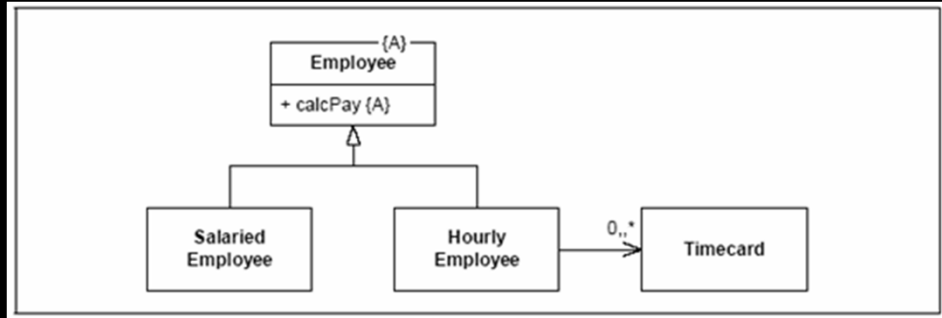 {A}
Employee
+ calcPay {A}
Salaried
Employee
Hourly
Employee
0,,*
Timecard